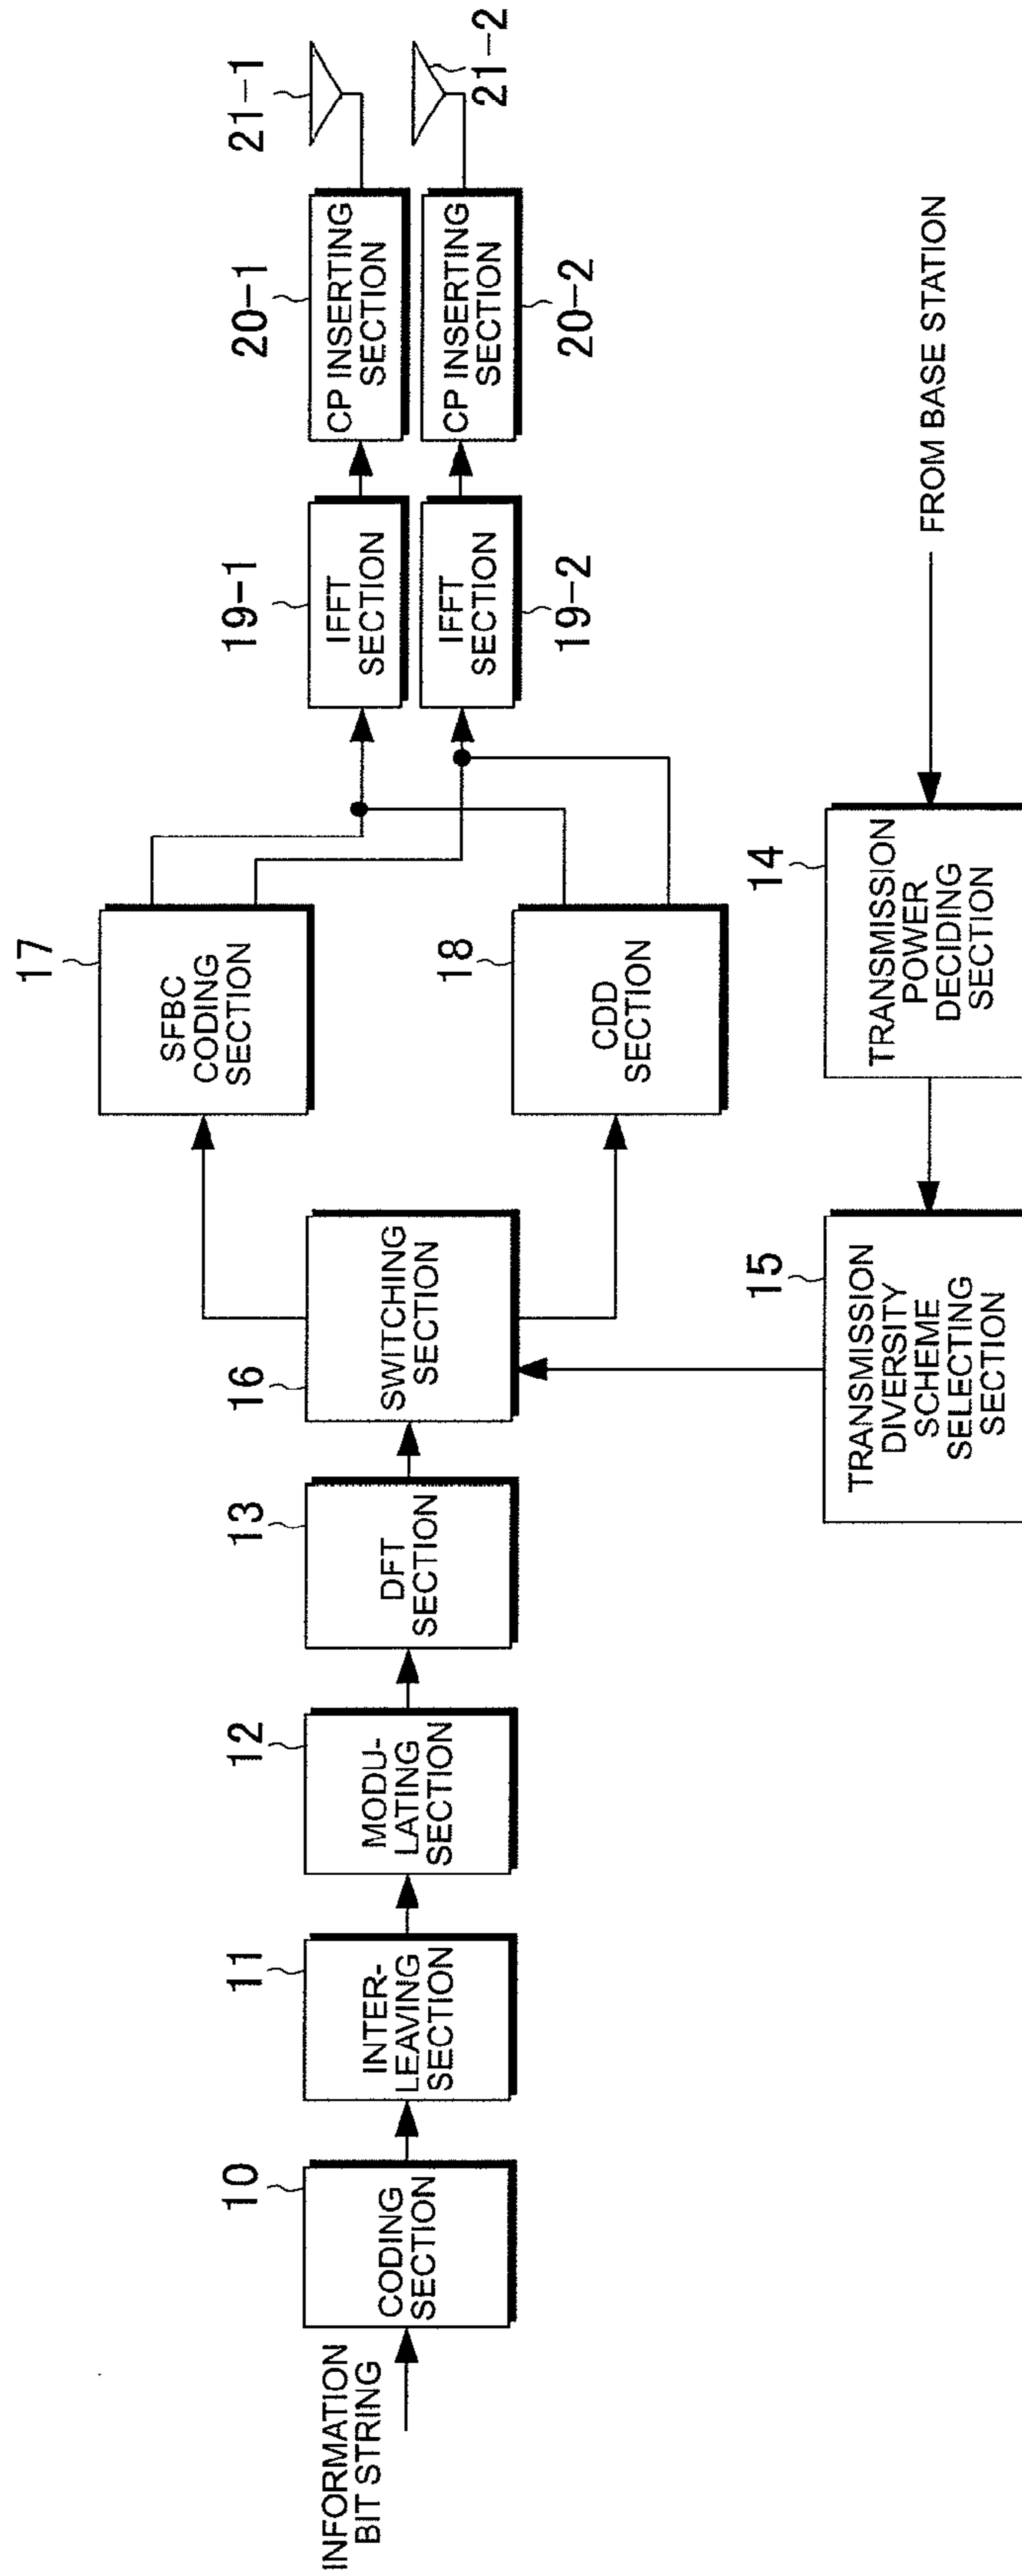 INFORMATION
BIT STRING
10
CODING
SECTION
11
INTER-
LEAVING
SECTION
12
MODU-
LATING
SECTION
13
DFT
SECTION
16
SWITCHING
SECTION
17
SFBC
CODING
SECTION
18
CDD
SECTION
19-1
IFFT
SECTION
19-2
IFFT
SECTION
20-1
CP INSERTING
SECTION
20-2
CP INSERTING
SECTION
21-1
21-2
15
TRANSMISSION
DIVERSITY
SCHEME
SELECTING
SECTION
14
TRANSMISSION
POWER
DECIDING
SECTION
FROM BASE STATION